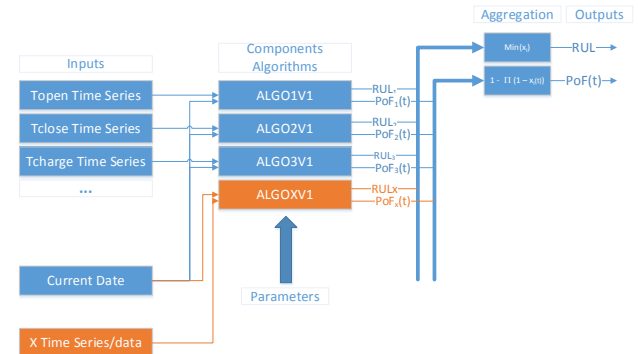 Aggregation
Outputs
Components
Algorithms
Inputs
Min(xᵢ)
RUL
1 - Π (1 – xᵢ(t))
PoF(t)
Topen Time Series
ALGO1V1
RUL₁
PoF₁(t)
Tclose Time Series
ALGO2V1
RUL₂
PoF₂(t)
Tcharge Time Series
ALGO3V1
RUL₃
PoF₃(t)
...
ALGOXV1
RULx
PoFₓ(t)
Current Date
Parameters
X Time Series/data